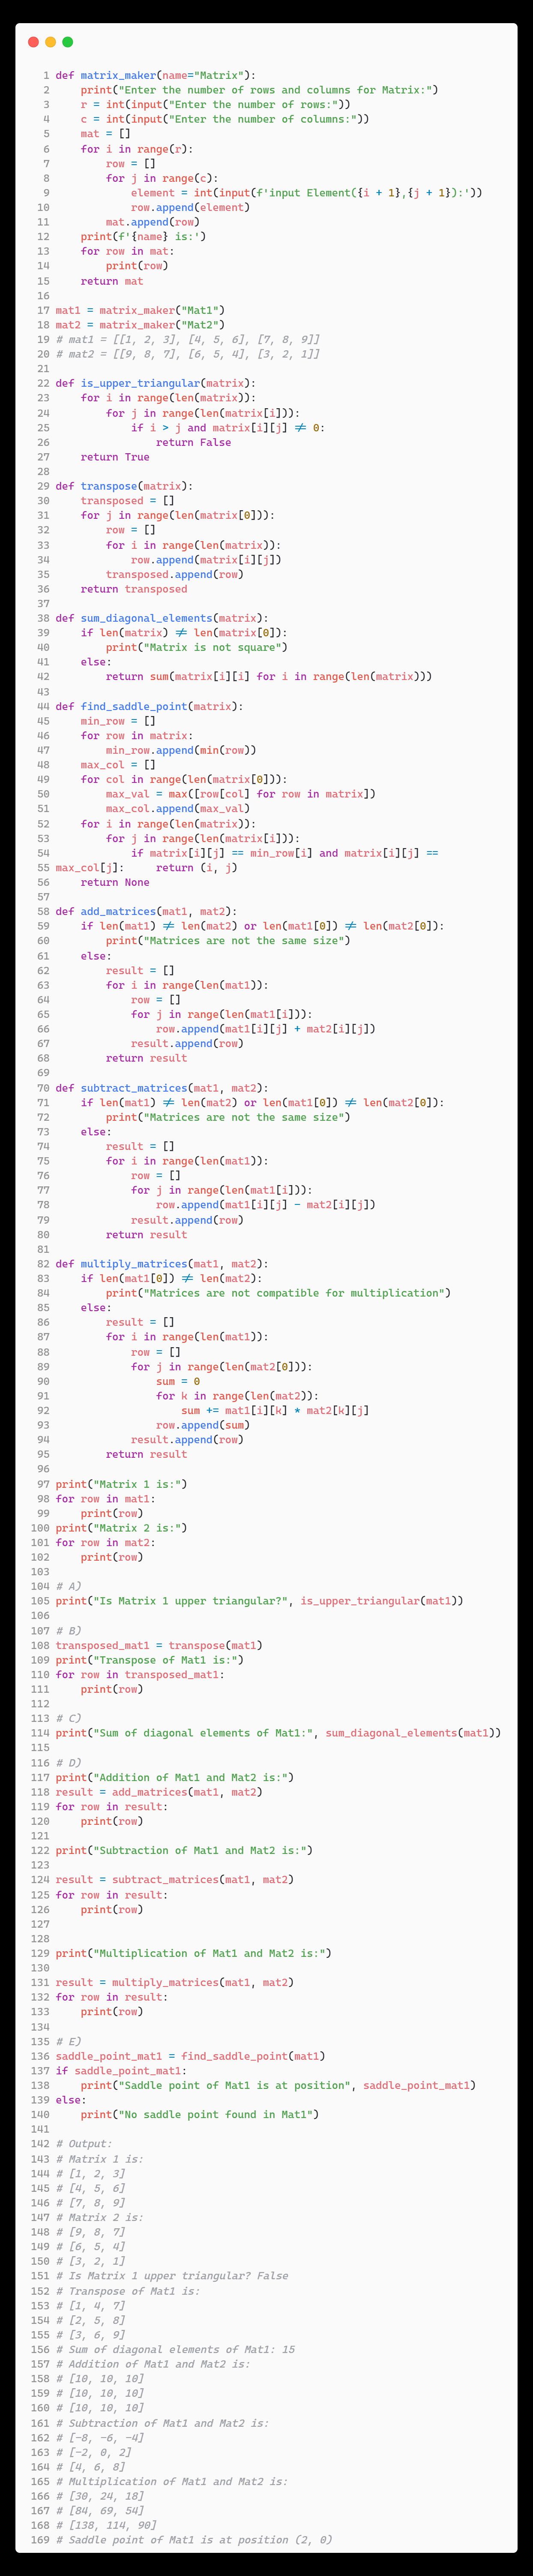 1 def matrix_maker(name="Matrix"):
2     print("Enter the number of rows and columns for Matrix:")
3     r = int(input("Enter the number of rows:"))
4     c = int(input("Enter the number of columns:"))
5     mat = []
6     for i in range(r):
7         row = []
8         for j in range(c):
9             element = int(input(f'input Element({i + 1},{j + 1}):'))
10             row.append(element)
11         mat.append(row)
12     print(f'{name} is:')
13     for row in mat:
14         print(row)
15     return mat
16
17 mat1 = matrix_maker("Mat1")
18 mat2 = matrix_maker("Mat2")
19 # mat1 = [[1, 2, 3], [4, 5, 6], [7, 8, 9]]
20 # mat2 = [[9, 8, 7], [6, 5, 4], [3, 2, 1]]
21
22 def is_upper_triangular(matrix):
23     for i in range(len(matrix)):
24         for j in range(len(matrix[i])):
25             if i > j and matrix[i][j] != 0:
26                 return False
27     return True
28
29 def transpose(matrix):
30     transposed = []
31     for j in range(len(matrix[0])):
32         row = []
33         for i in range(len(matrix)):
34             row.append(matrix[i][j])
35         transposed.append(row)
36     return transposed
37
38 def sum_diagonal_elements(matrix):
39     if len(matrix) != len(matrix[0]):
40         print("Matrix is not square")
41     else:
42         return sum(matrix[i][i] for i in range(len(matrix)))
43
44 def find_saddle_point(matrix):
45     min_row = []
46     for row in matrix:
47         min_row.append(min(row))
48     max_col = []
49     for col in range(len(matrix[0])):
50         max_val = max([row[col] for row in matrix])
51         max_col.append(max_val)
52     for i in range(len(matrix)):
53         for j in range(len(matrix[i])):
54             if matrix[i][j] == min_row[i] and matrix[i][j] ==
55 max_col[j]:     return (i, j)
56     return None
57
58 def add_matrices(mat1, mat2):
59     if len(mat1) != len(mat2) or len(mat1[0]) != len(mat2[0]):
60         print("Matrices are not the same size")
61     else:
62         result = []
63         for i in range(len(mat1)):
64             row = []
65             for j in range(len(mat1[i])):
66                 row.append(mat1[i][j] + mat2[i][j])
67             result.append(row)
68         return result
69
70 def subtract_matrices(mat1, mat2):
71     if len(mat1) != len(mat2) or len(mat1[0]) != len(mat2[0]):
72         print("Matrices are not the same size")
73     else:
74         result = []
75         for i in range(len(mat1)):
76             row = []
77             for j in range(len(mat1[i])):
78                 row.append(mat1[i][j] - mat2[i][j])
79             result.append(row)
80         return result
81
82 def multiply_matrices(mat1, mat2):
83     if len(mat1[0]) != len(mat2):
84         print("Matrices are not compatible for multiplication")
85     else:
86         result = []
87         for i in range(len(mat1)):
88             row = []
89             for j in range(len(mat2[0])):
90                 sum = 0
91                 for k in range(len(mat2)):
92                     sum += mat1[i][k] * mat2[k][j]
93                 row.append(sum)
94             result.append(row)
95         return result
96
97 print("Matrix 1 is:")
98 for row in mat1:
99     print(row)
100 print("Matrix 2 is:")
101 for row in mat2:
102     print(row)
103
104 # A)
105 print("Is Matrix 1 upper triangular?", is_upper_triangular(mat1))
106
107 # B)
108 transposed_mat1 = transpose(mat1)
109 print("Transpose of Mat1 is:")
110 for row in transposed_mat1:
111     print(row)
112
113 # C)
114 print("Sum of diagonal elements of Mat1:", sum_diagonal_elements(mat1))
115
116 # D)
117 print("Addition of Mat1 and Mat2 is:")
118 result = add_matrices(mat1, mat2)
119 for row in result:
120     print(row)
121
122 print("Subtraction of Mat1 and Mat2 is:")
123
124 result = subtract_matrices(mat1, mat2)
125 for row in result:
126     print(row)
127
128
129 print("Multiplication of Mat1 and Mat2 is:")
130
131 result = multiply_matrices(mat1, mat2)
132 for row in result:
133     print(row)
134
135 # E)
136 saddle_point_mat1 = find_saddle_point(mat1)
137 if saddle_point_mat1:
138     print("Saddle point of Mat1 is at position", saddle_point_mat1)
139 else:
140     print("No saddle point found in Mat1")
141
142 # Output:
143 # Matrix 1 is:
144 # [1, 2, 3]
145 # [4, 5, 6]
146 # [7, 8, 9]
147 # Matrix 2 is:
148 # [9, 8, 7]
149 # [6, 5, 4]
150 # [3, 2, 1]
151 # Is Matrix 1 upper triangular? False
152 # Transpose of Mat1 is:
153 # [1, 4, 7]
154 # [2, 5, 8]
155 # [3, 6, 9]
156 # Sum of diagonal elements of Mat1: 15
157 # Addition of Mat1 and Mat2 is:
158 # [10, 10, 10]
159 # [10, 10, 10]
160 # [10, 10, 10]
161 # Subtraction of Mat1 and Mat2 is:
162 # [-8, -6, -4]
163 # [-2, 0, 2]
164 # [4, 6, 8]
165 # Multiplication of Mat1 and Mat2 is:
166 # [30, 24, 18]
167 # [84, 69, 54]
168 # [138, 114, 90]
169 # Saddle point of Mat1 is at position (2, 0)